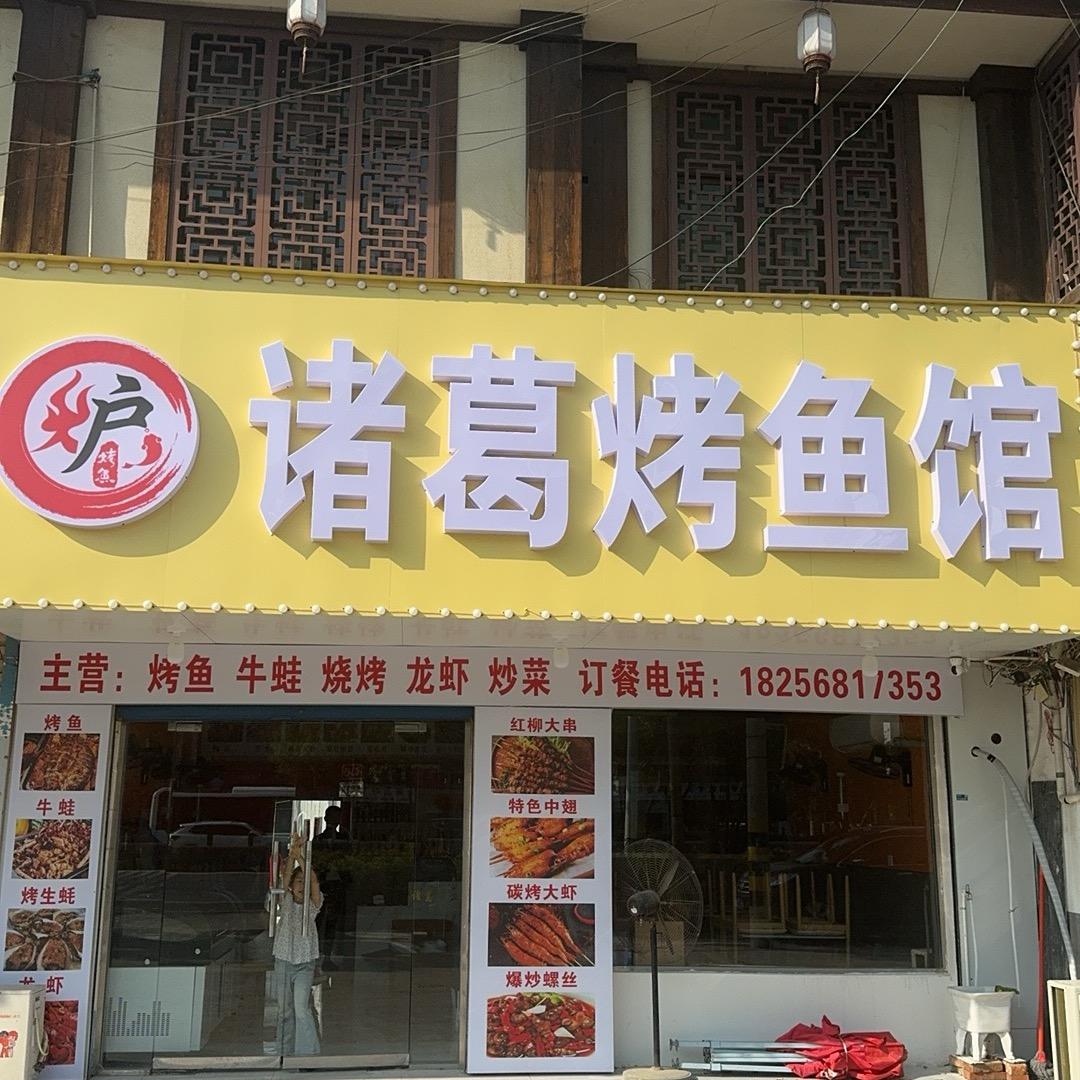 炉
烤鱼
诸葛烤鱼馆
主营：烤鱼 牛蛙 烧烤 龙虾 炒菜 订餐电话：18256817353
烤鱼
牛蛙
烤生蚝
龙虾
红柳大串
特色中翅
碳烤大虾
爆炒螺丝